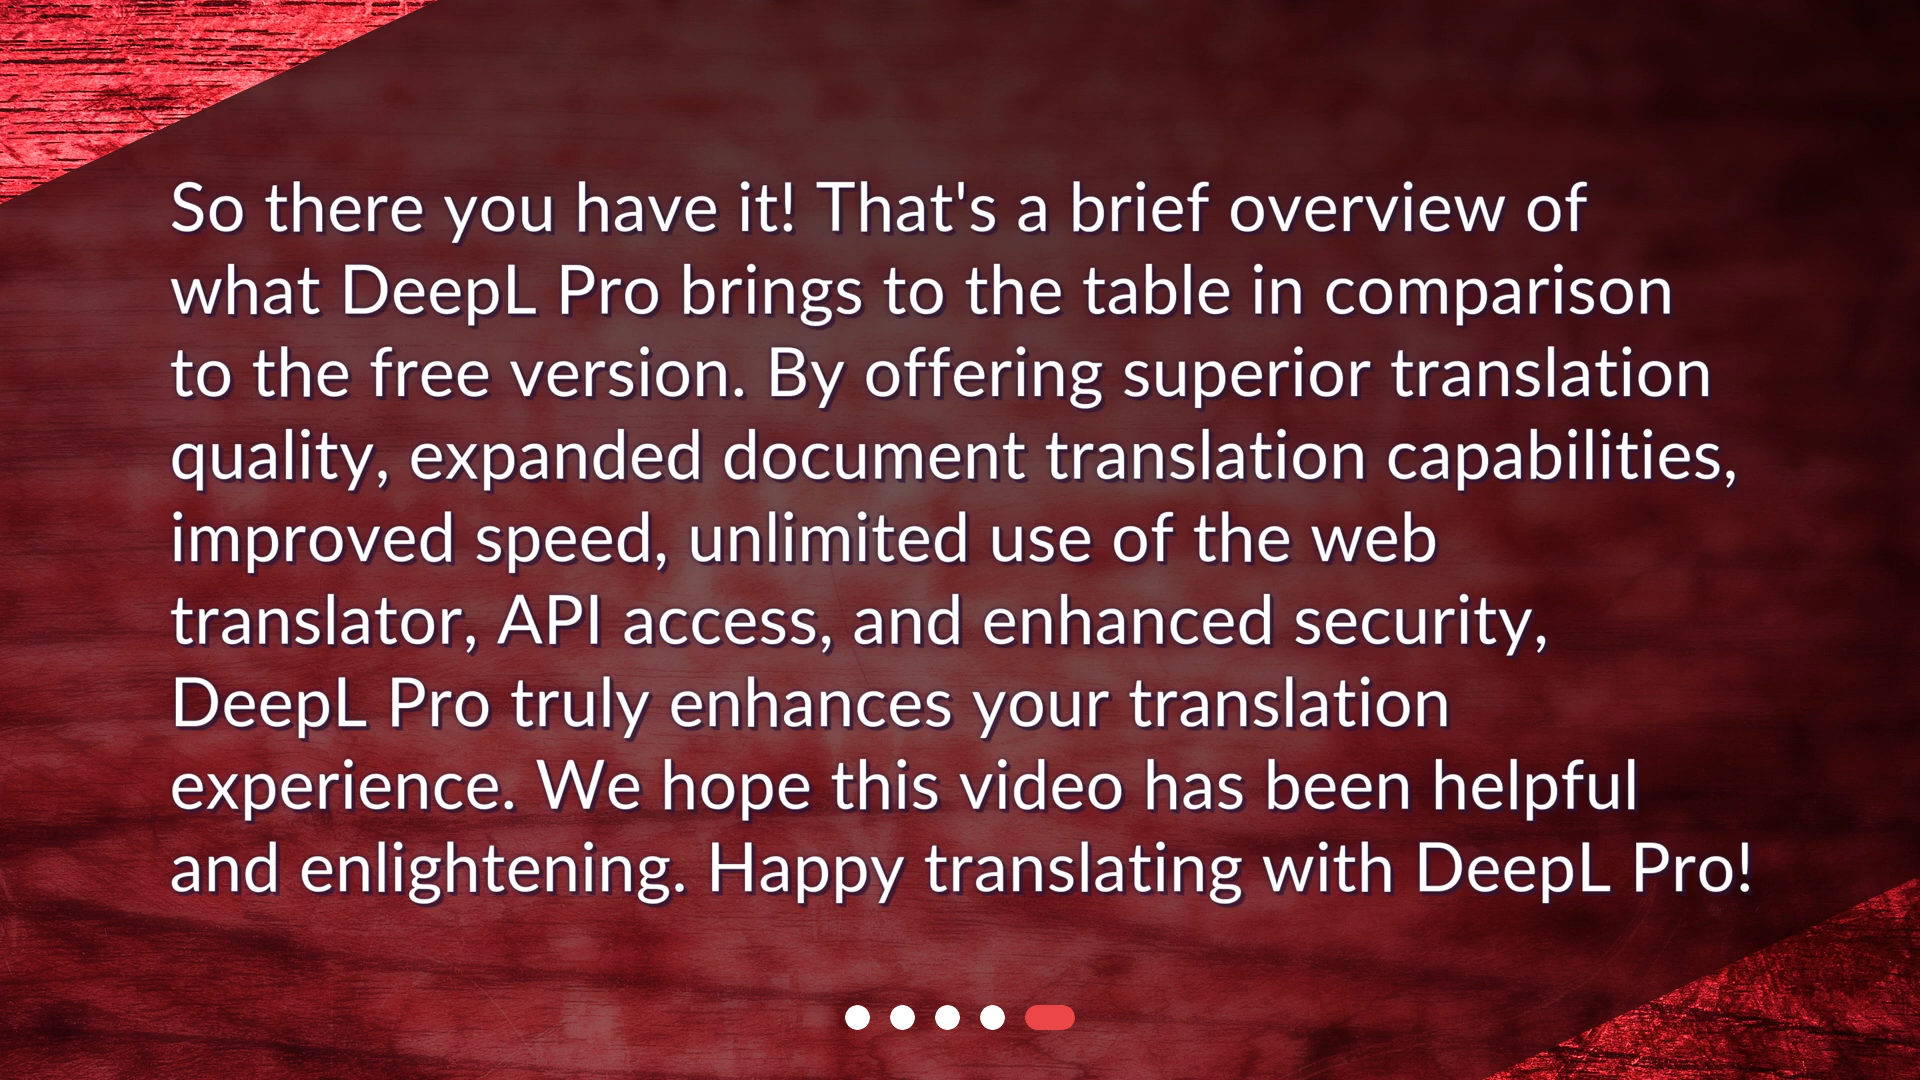 So there you have it! That's a brief overview of
what DeepL Pro brings to the table in comparison
to the free version. By offering superior translation
quality, expanded document translation capabilities,
improved speed, unlimited use of the web
translator, API access, and enhanced security,
DeepL Pro truly enhances your translation
experience. We hope this video has been helpful
and enlightening. Happy translating with DeepL Pro!